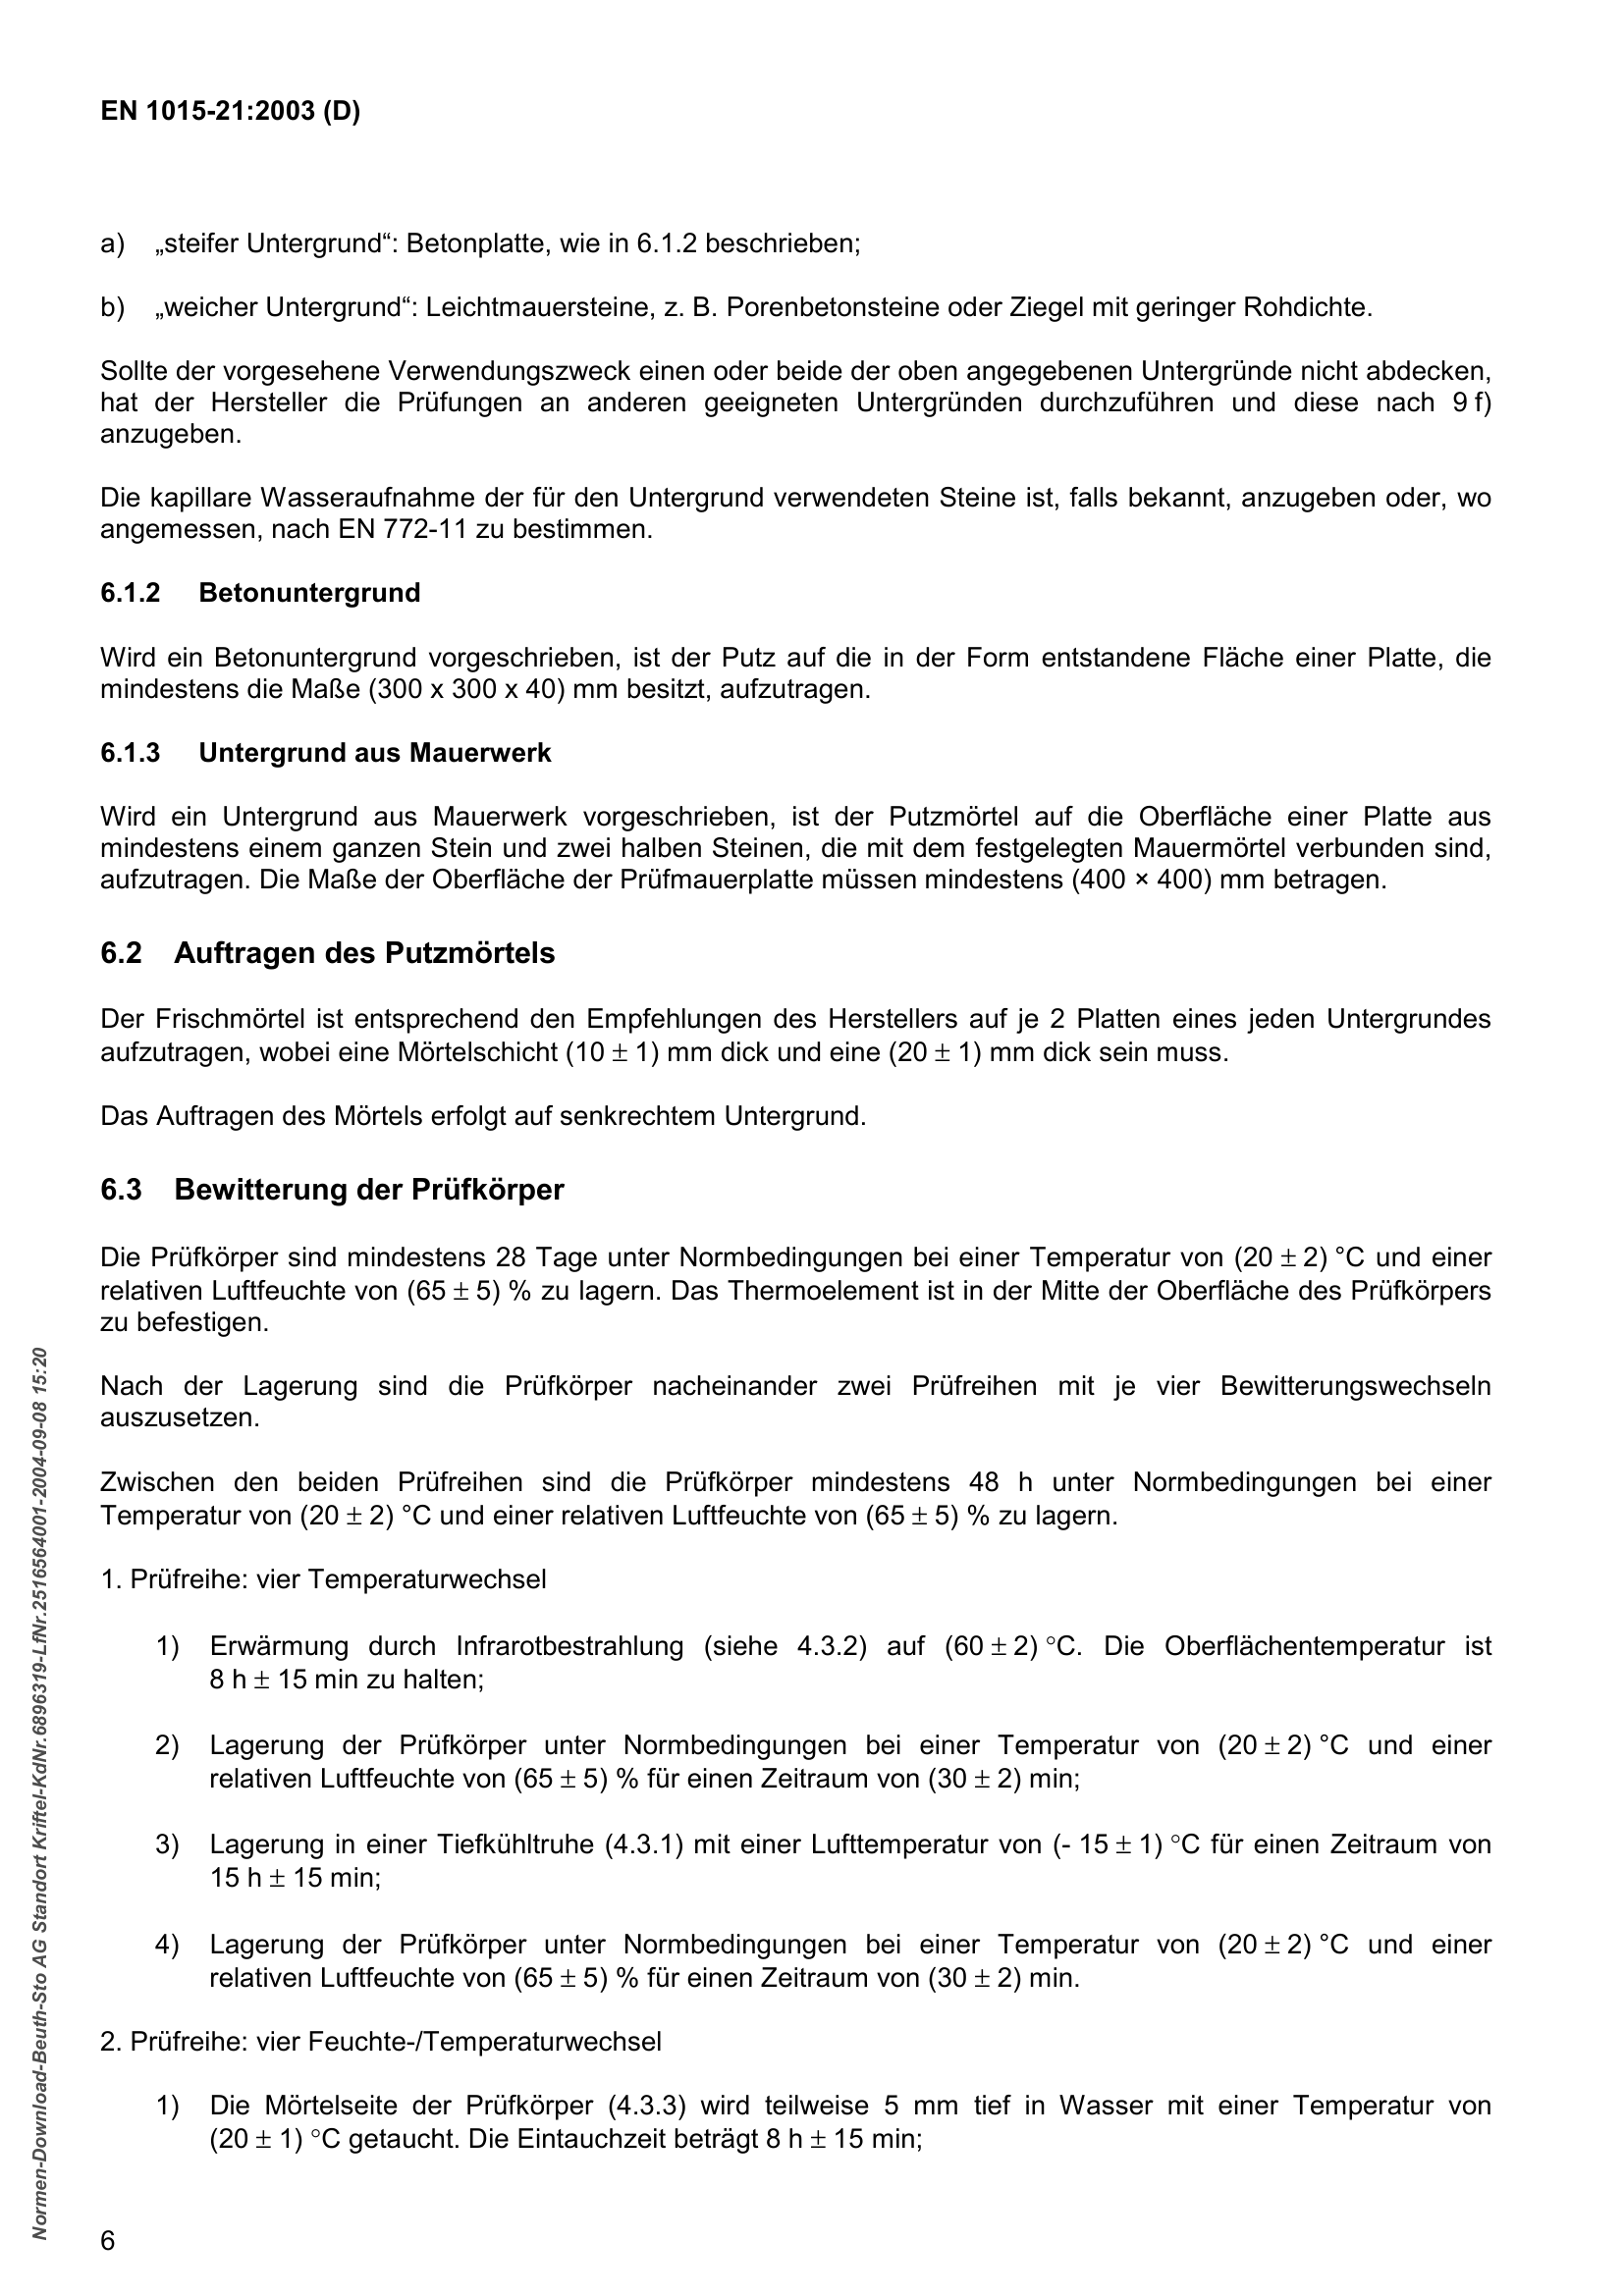 EN 1015-21:2003 (D)
a) „steifer Untergrund“: Betonplatte, wie in 6.1.2 beschrieben;
b) „weicher Untergrund“: Leichtmauersteine, z. B. Porenbetonsteine oder Ziegel mit geringer Rohdichte.
Sollte der vorgesehene Verwendungszweck einen oder beide der oben angegebenen Untergründe nicht abdecken,
hat der Hersteller die Prüfungen an anderen geeigneten Untergründen durchzuführen und diese nach 9 f)
anzugeben.
Die kapillare Wasseraufnahme der für den Untergrund verwendeten Steine ist, falls bekannt, anzugeben oder, wo
angemessen, nach EN 772-11 zu bestimmen.
6.1.2 Betonuntergrund
Wird ein Betonuntergrund vorgeschrieben, ist der Putz auf die in der Form entstandene Fläche einer Platte, die
mindestens die Maße (300 x 300 x 40) mm besitzt, aufzutragen.
6.1.3 Untergrund aus Mauerwerk
Wird ein Untergrund aus Mauerwerk vorgeschrieben, ist der Putzmörtel auf die Oberfläche einer Platte aus
mindestens einem ganzen Stein und zwei halben Steinen, die mit dem festgelegten Mauermörtel verbunden sind,
aufzutragen. Die Maße der Oberfläche der Prüfmauerplatte müssen mindestens (400 × 400) mm betragen.
6.2 Auftragen des Putzmörtels
Der Frischmörtel ist entsprechend den Empfehlungen des Herstellers auf je 2 Platten eines jeden Untergrundes
aufzutragen, wobei eine Mörtelschicht (10 ± 1) mm dick und eine (20 ± 1) mm dick sein muss.
Das Auftragen des Mörtels erfolgt auf senkrechtem Untergrund.
6.3 Bewitterung der Prüfkörper
Die Prüfkörper sind mindestens 28 Tage unter Normbedingungen bei einer Temperatur von (20 ± 2) °C und einer
relativen Luftfeuchte von (65 ± 5) % zu lagern. Das Thermoelement ist in der Mitte der Oberfläche des Prüfkörpers
zu befestigen.
Nach der Lagerung sind die Prüfkörper nacheinander zwei Prüfreihen mit je vier Bewitterungswechseln
auszusetzen.
Zwischen den beiden Prüfreihen sind die Prüfkörper mindestens 48 h unter Normbedingungen bei einer
Temperatur von (20 ± 2) °C und einer relativen Luftfeuchte von (65 ± 5) % zu lagern.
1. Prüfreihe: vier Temperaturwechsel
1) Erwärmung durch Infrarotbestrahlung (siehe 4.3.2) auf (60 ± 2) °C. Die Oberflächentemperatur ist
8 h ± 15 min zu halten;
2) Lagerung der Prüfkörper unter Normbedingungen bei einer Temperatur von (20 ± 2) °C und einer
relativen Luftfeuchte von (65 ± 5) % für einen Zeitraum von (30 ± 2) min;
3) Lagerung in einer Tiefkühltruhe (4.3.1) mit einer Lufttemperatur von (- 15 ± 1) °C für einen Zeitraum von
15 h ± 15 min;
4) Lagerung der Prüfkörper unter Normbedingungen bei einer Temperatur von (20 ± 2) °C und einer
relativen Luftfeuchte von (65 ± 5) % für einen Zeitraum von (30 ± 2) min.
2. Prüfreihe: vier Feuchte-/Temperaturwechsel
1) Die Mörtelseite der Prüfkörper (4.3.3) wird teilweise 5 mm tief in Wasser mit einer Temperatur von
(20 ± 1) °C getaucht. Die Eintauchzeit beträgt 8 h ± 15 min;
6
Normen-Download-Beuth-Sto AG Standort Kriftel-KdNr.6896319-LfNr.2516564001-2004-09-08 15:20